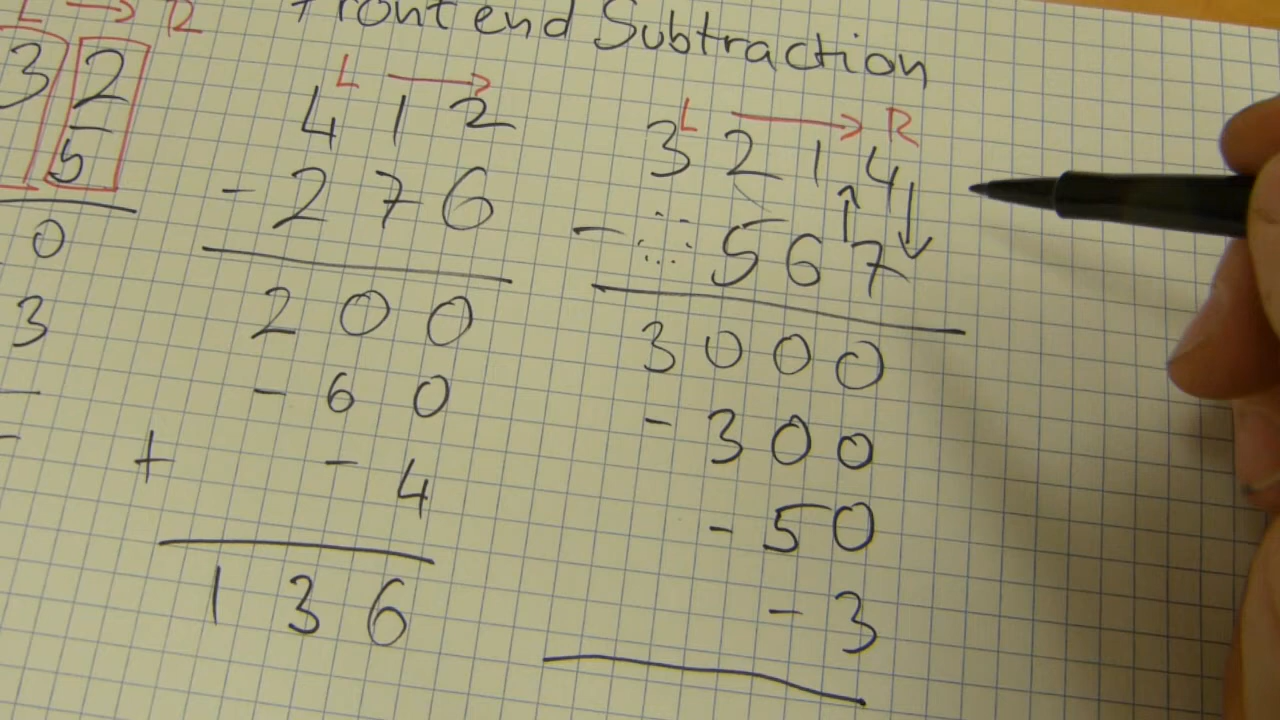 Front end Subtraction
L → R
3 2
5
0
3
L →
4 1 2
- 2 7 6
2 0 0
- 6 0
+ - 4
1 3 6
L → R
3 2 1 4
- 5 6 7
3 0 0 0
- 3 0 0
- 5 0
- 3